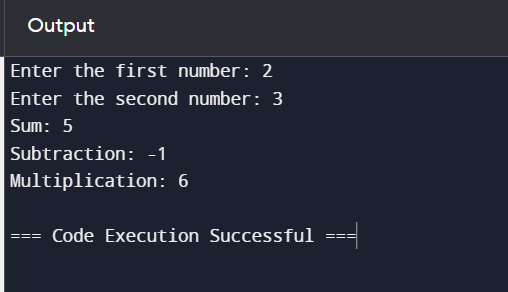 Output
Enter the first number: 2
Enter the second number: 3
Sum: 5
Subtraction: -1
Multiplication: 6
=== Code Execution Successful ===